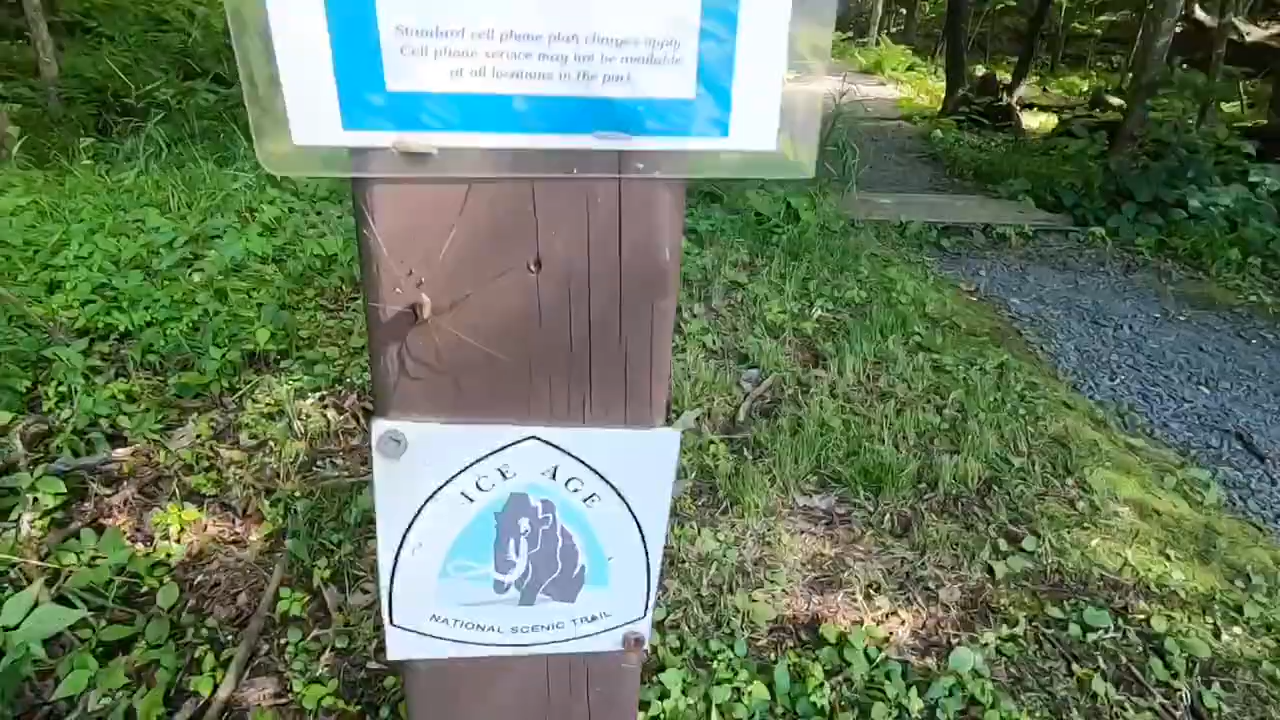 Standard cell phone plan charges apply.
Cell phone service may not be available
at all locations in the park.
ICE AGE
NATIONAL SCENIC TRAIL